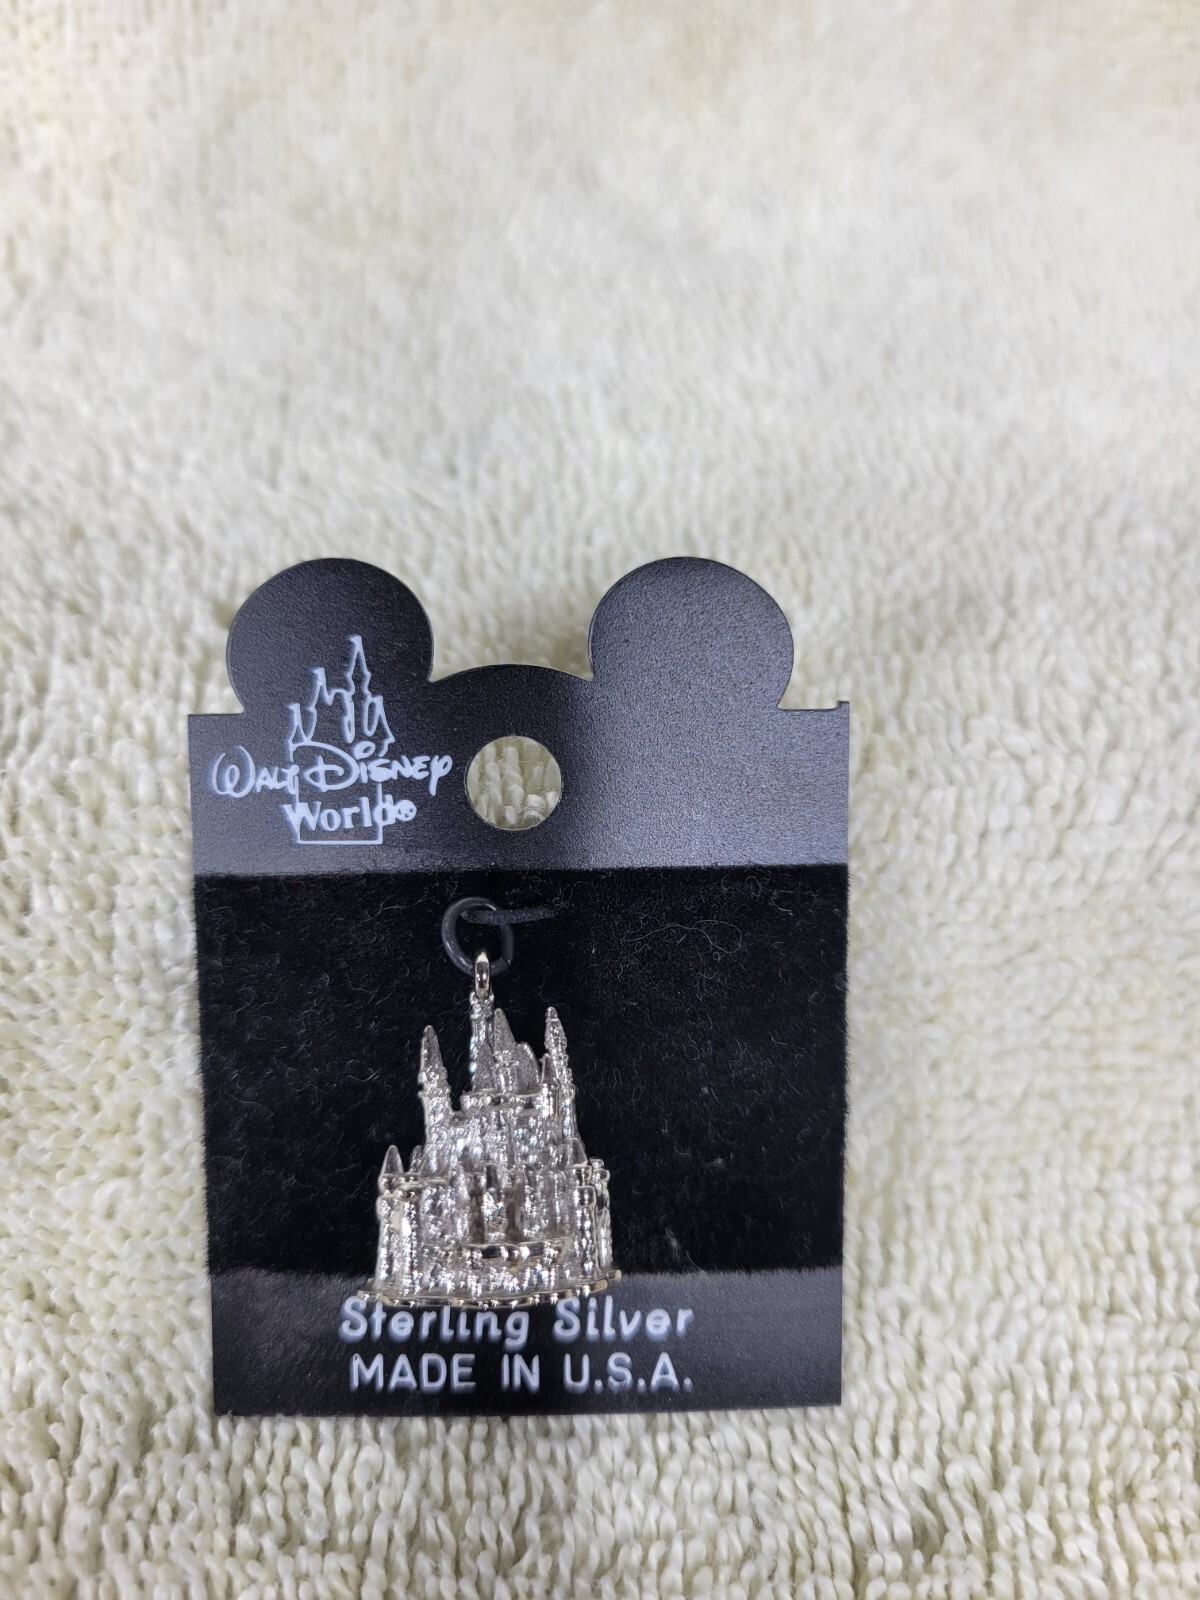 WALT DISNEY
World®
Sterling Silver
MADE IN U.S.A.